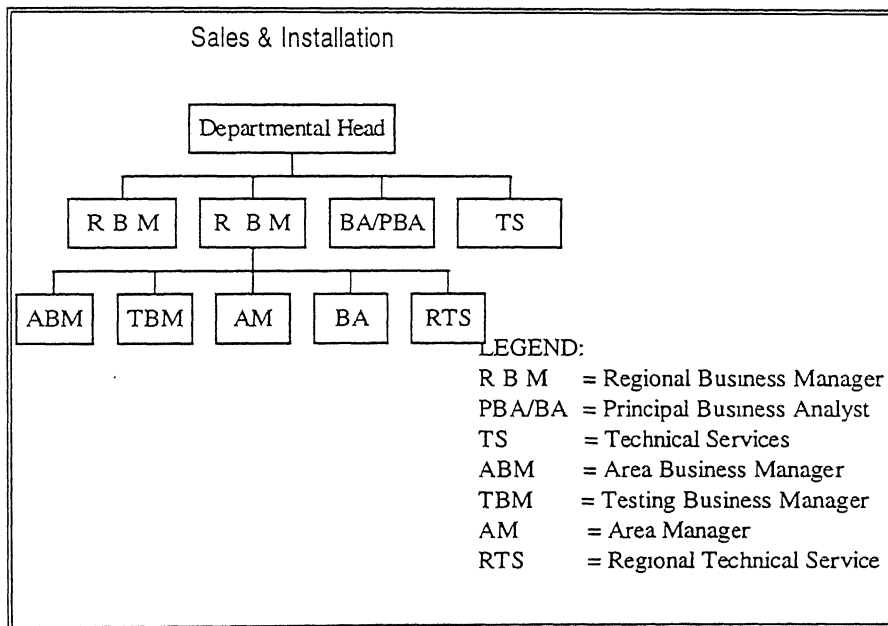 Sales & Installation
Departmental Head
R B M R B M BA/PBA TS
ABM TBM AM BA RTS
LEGEND:
R B M = Regional Business Manager
PBA/BA = Principal Business Analyst
TS = Technical Services
ABM = Area Business Manager
TBM = Testing Business Manager
AM = Area Manager
RTS = Regional Technical Service